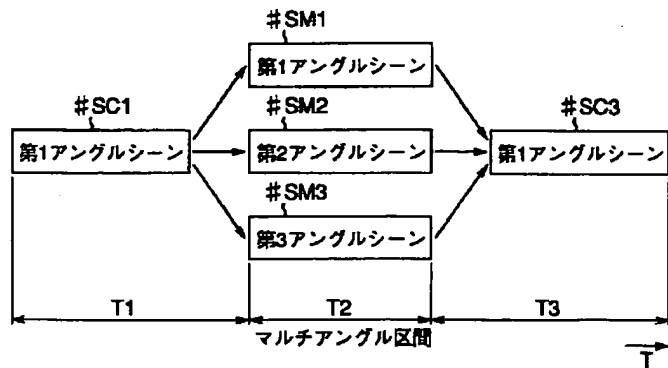 #SM1
第1アングルシーン
#SC1
第1アングルシーン
#SM2
第2アングルシーン
#SC3
第1アングルシーン
#SM3
第3アングルシーン
T1
T2
T3
マルチアングル区間
T